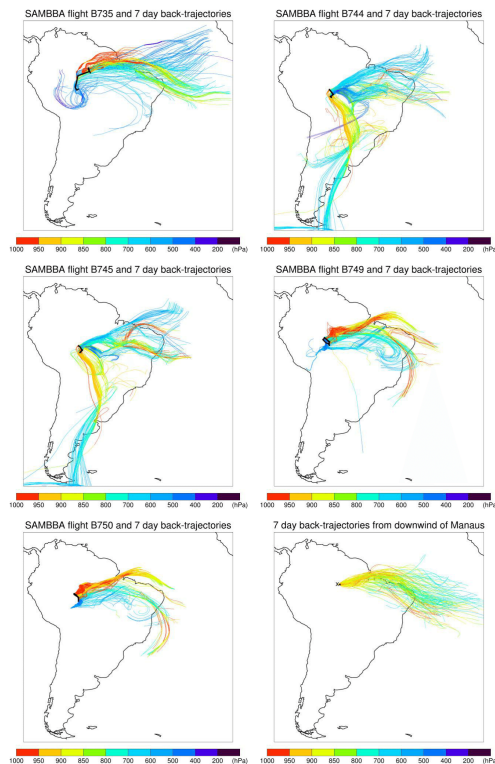 SAMBBA flight B735 and 7 day back-trajectories
1000 950 900 850 700 600 500 400 300 200 (hPa)
SAMBBA flight B744 and 7 day back-trajectories
1000 950 900 850 700 600 500 400 300 200 (hPa)
SAMBBA flight B745 and 7 day back-trajectories
1000 950 900 850 700 600 500 400 300 200 (hPa)
SAMBBA flight B749 and 7 day back-trajectories
1000 950 900 850 700 600 500 400 300 200 (hPa)
SAMBBA flight B750 and 7 day back-trajectories
1000 950 900 850 700 600 500 400 300 200 (hPa)
7 day back-trajectories from downwind of Manaus
1000 950 900 850 700 600 500 400 300 200 (hPa)